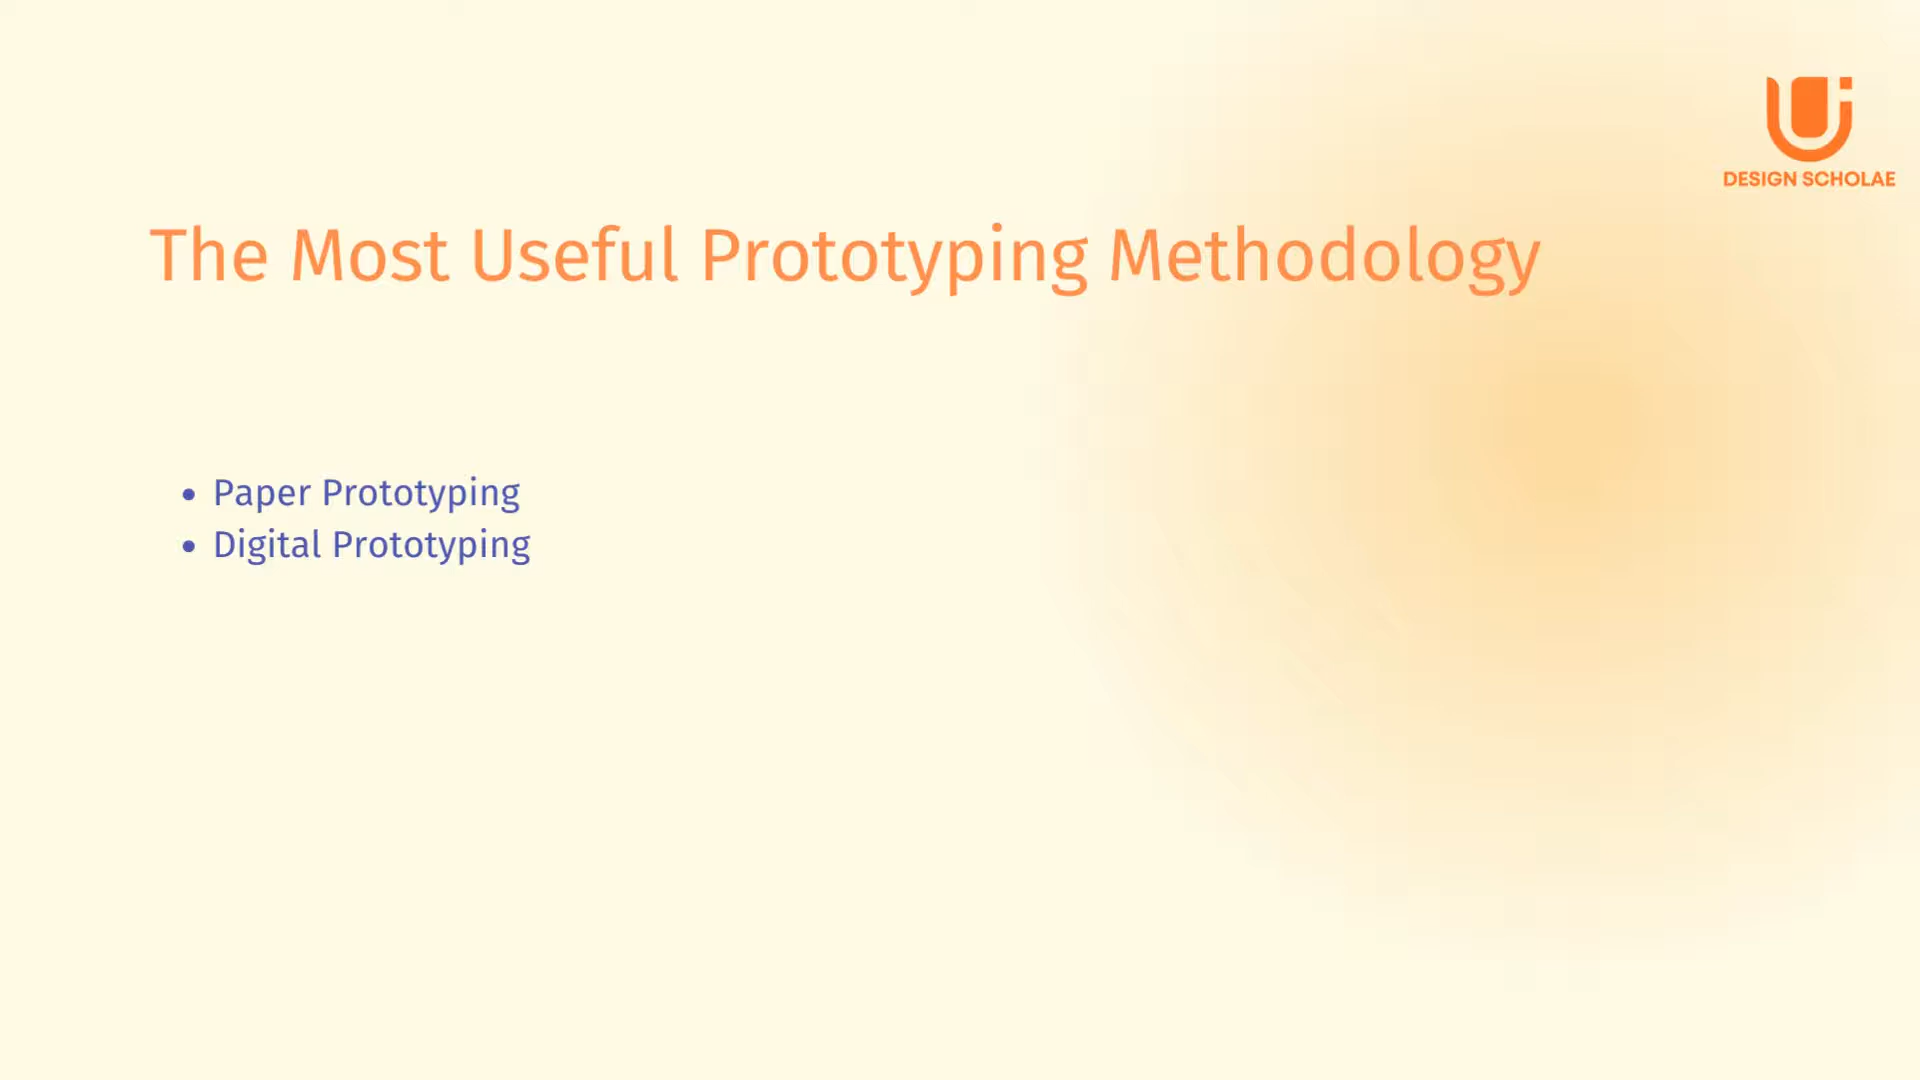 DESIGN SCHOLAE
The Most Useful Prototyping Methodology
• Paper Prototyping
• Digital Prototyping